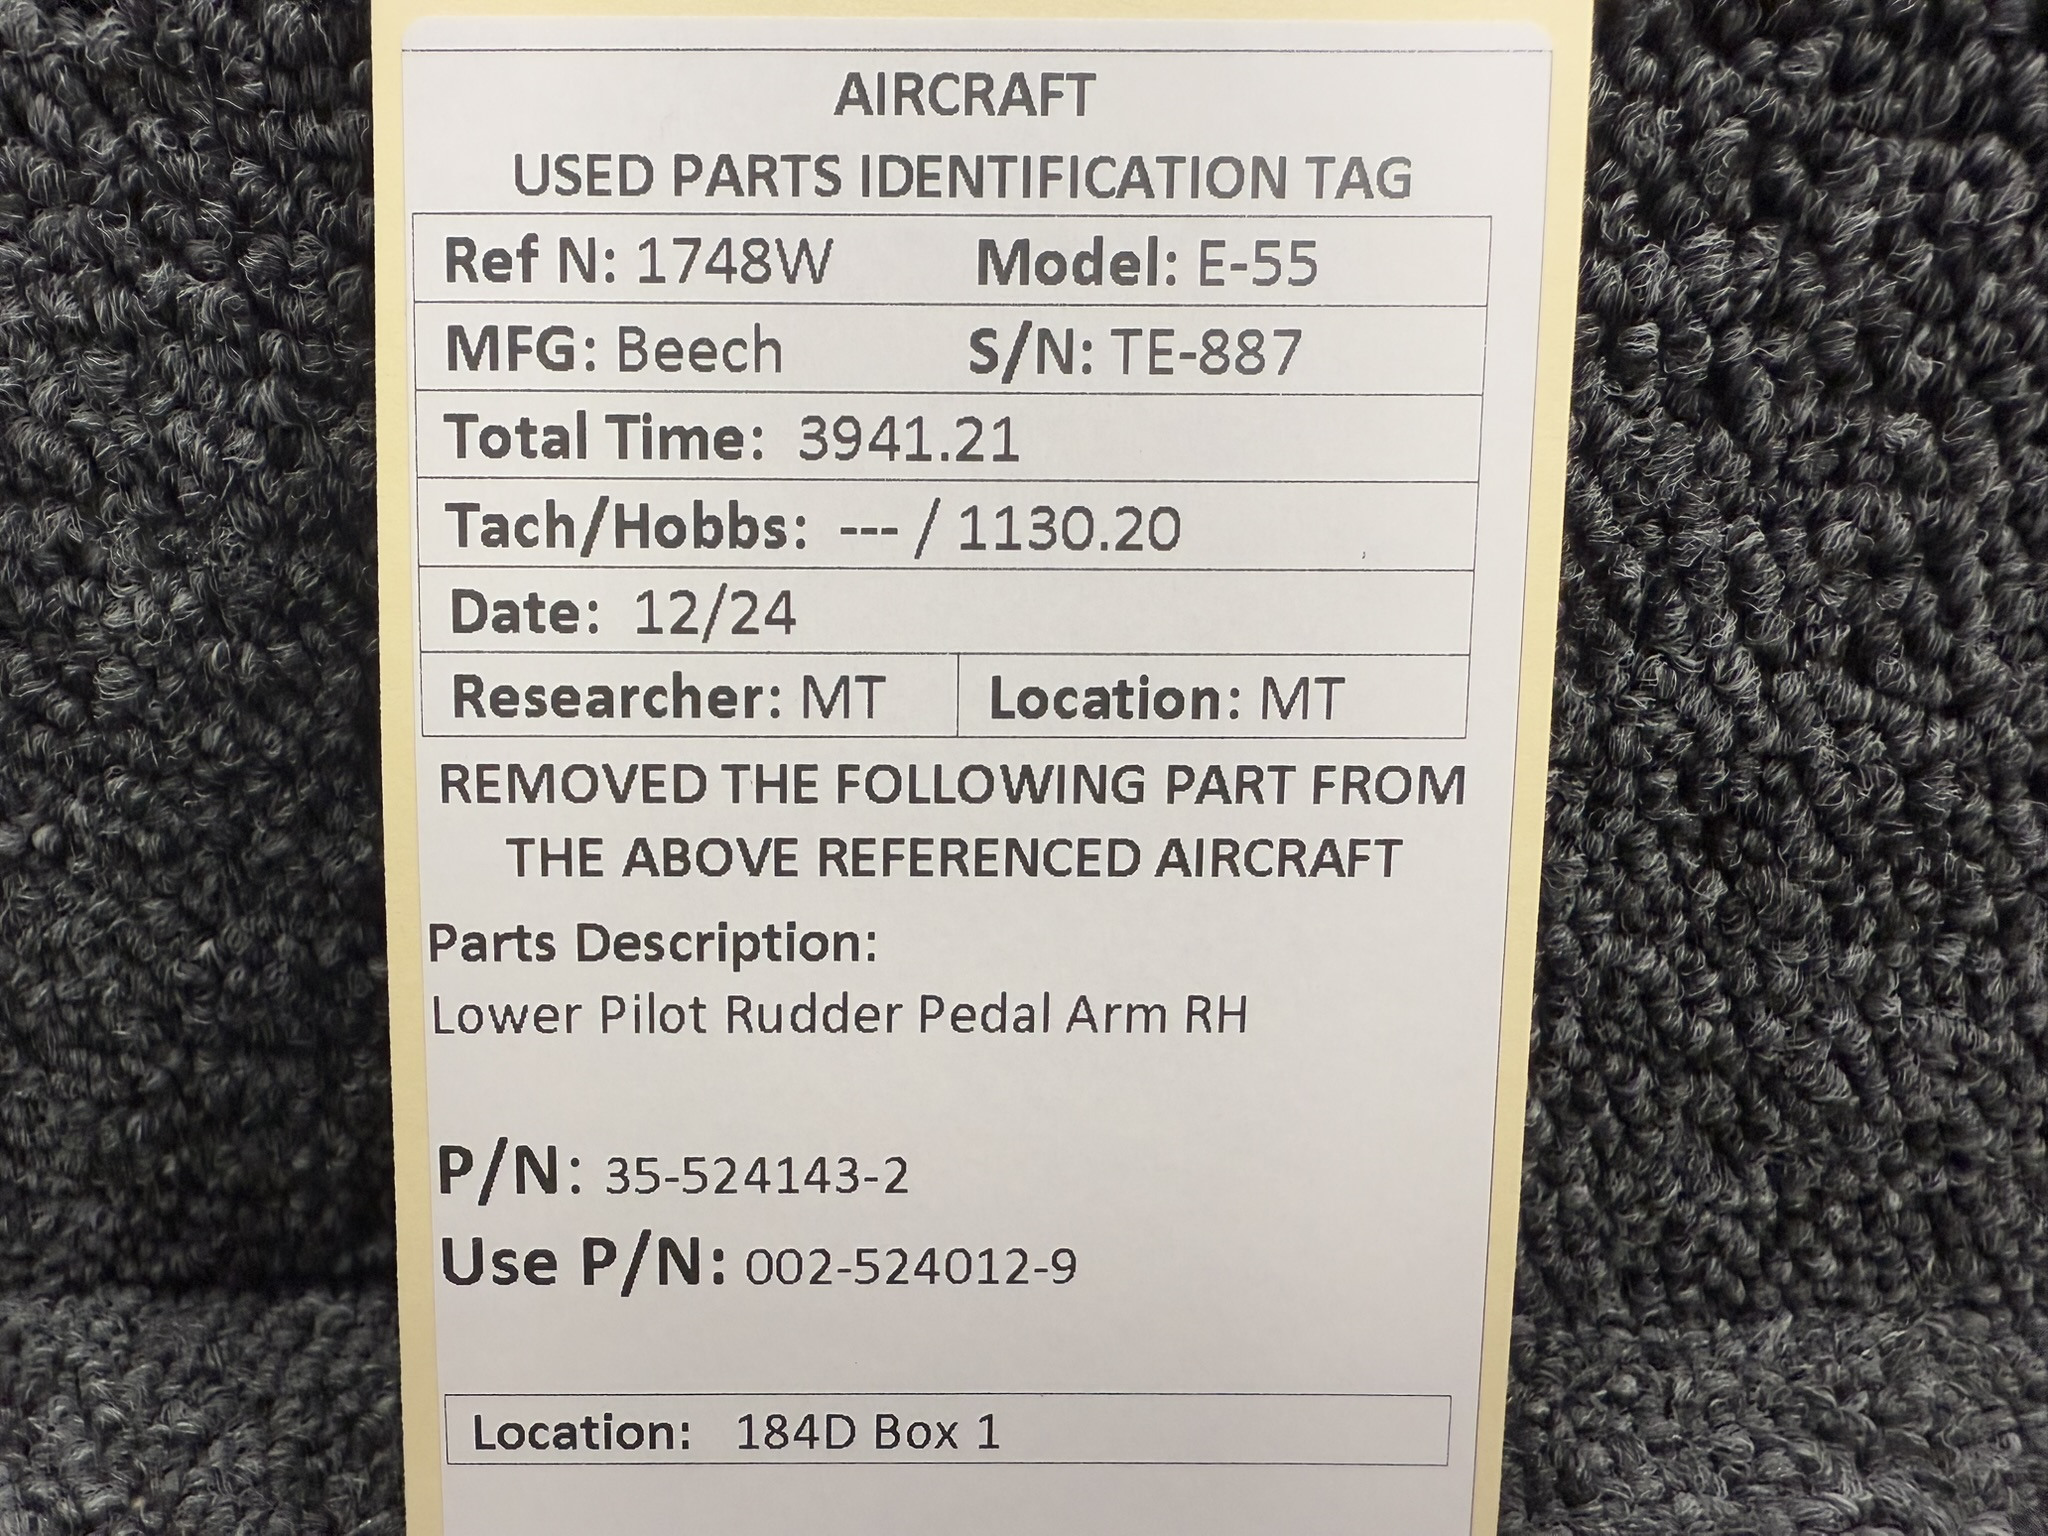 AIRCRAFT
USED PARTS IDENTIFICATION TAG
Ref N: 1748W Model: E-55
MFG: Beech S/N: TE-887
Total Time: 3941.21
Tach/Hobbs: --- / 1130.20
Date: 12/24
Researcher: MT Location: MT
REMOVED THE FOLLOWING PART FROM
THE ABOVE REFERENCED AIRCRAFT
Parts Description:
Lower Pilot Rudder Pedal Arm RH
P/N: 35-524143-2
Use P/N: 002-524012-9
Location: 184D Box 1